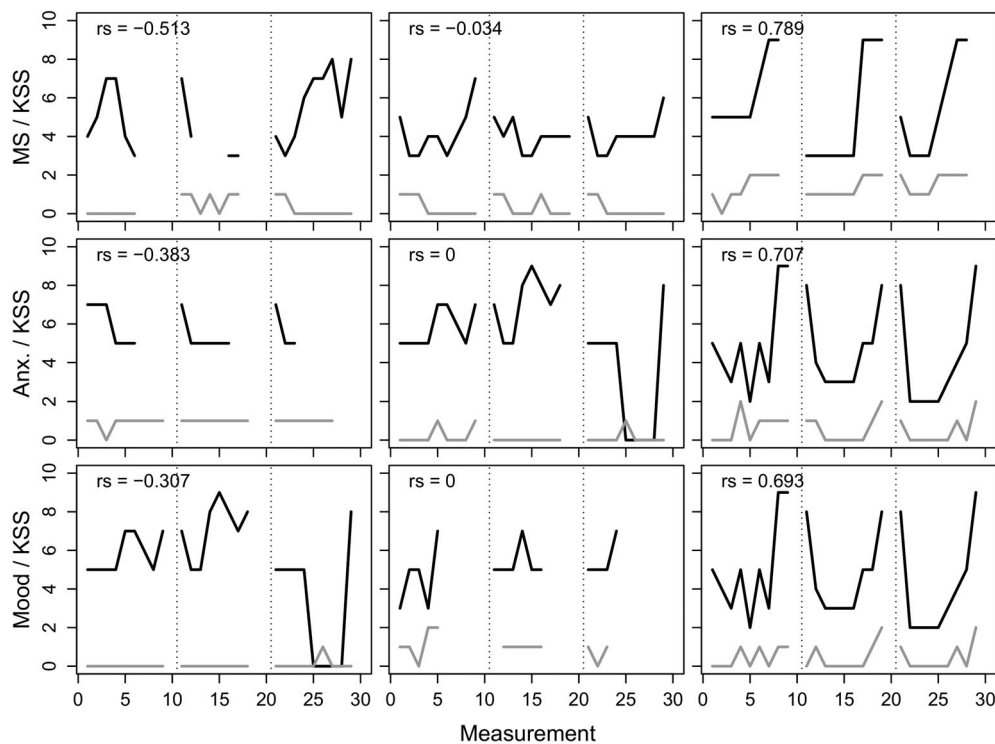 rs = −0.513
rs = −0.034
rs = 0.789
MS / KSS
0 2 4 6 8 10
rs = −0.383
rs = 0
rs = 0.707
Anx. / KSS
0 2 4 6 8 10
rs = −0.307
rs = 0
rs = 0.693
Mood / KSS
0 2 4 6 8 10
0 5 10 15 20 25 30
0 5 10 15 20 25 30
0 5 10 15 20 25 30
Measurement